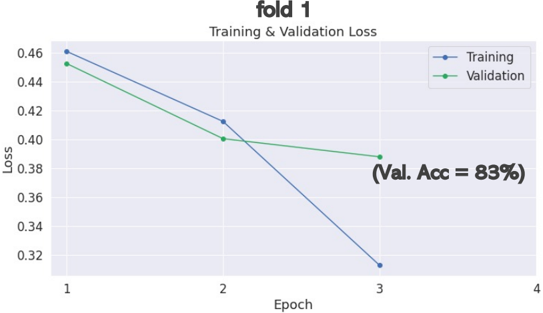 fold 1
Training & Validation Loss
Training
Validation
0.46
0.44
0.42
0.40
0.38
0.36
0.34
0.32
Loss
(Val. Acc = 83%)
1
2
3
4
Epoch